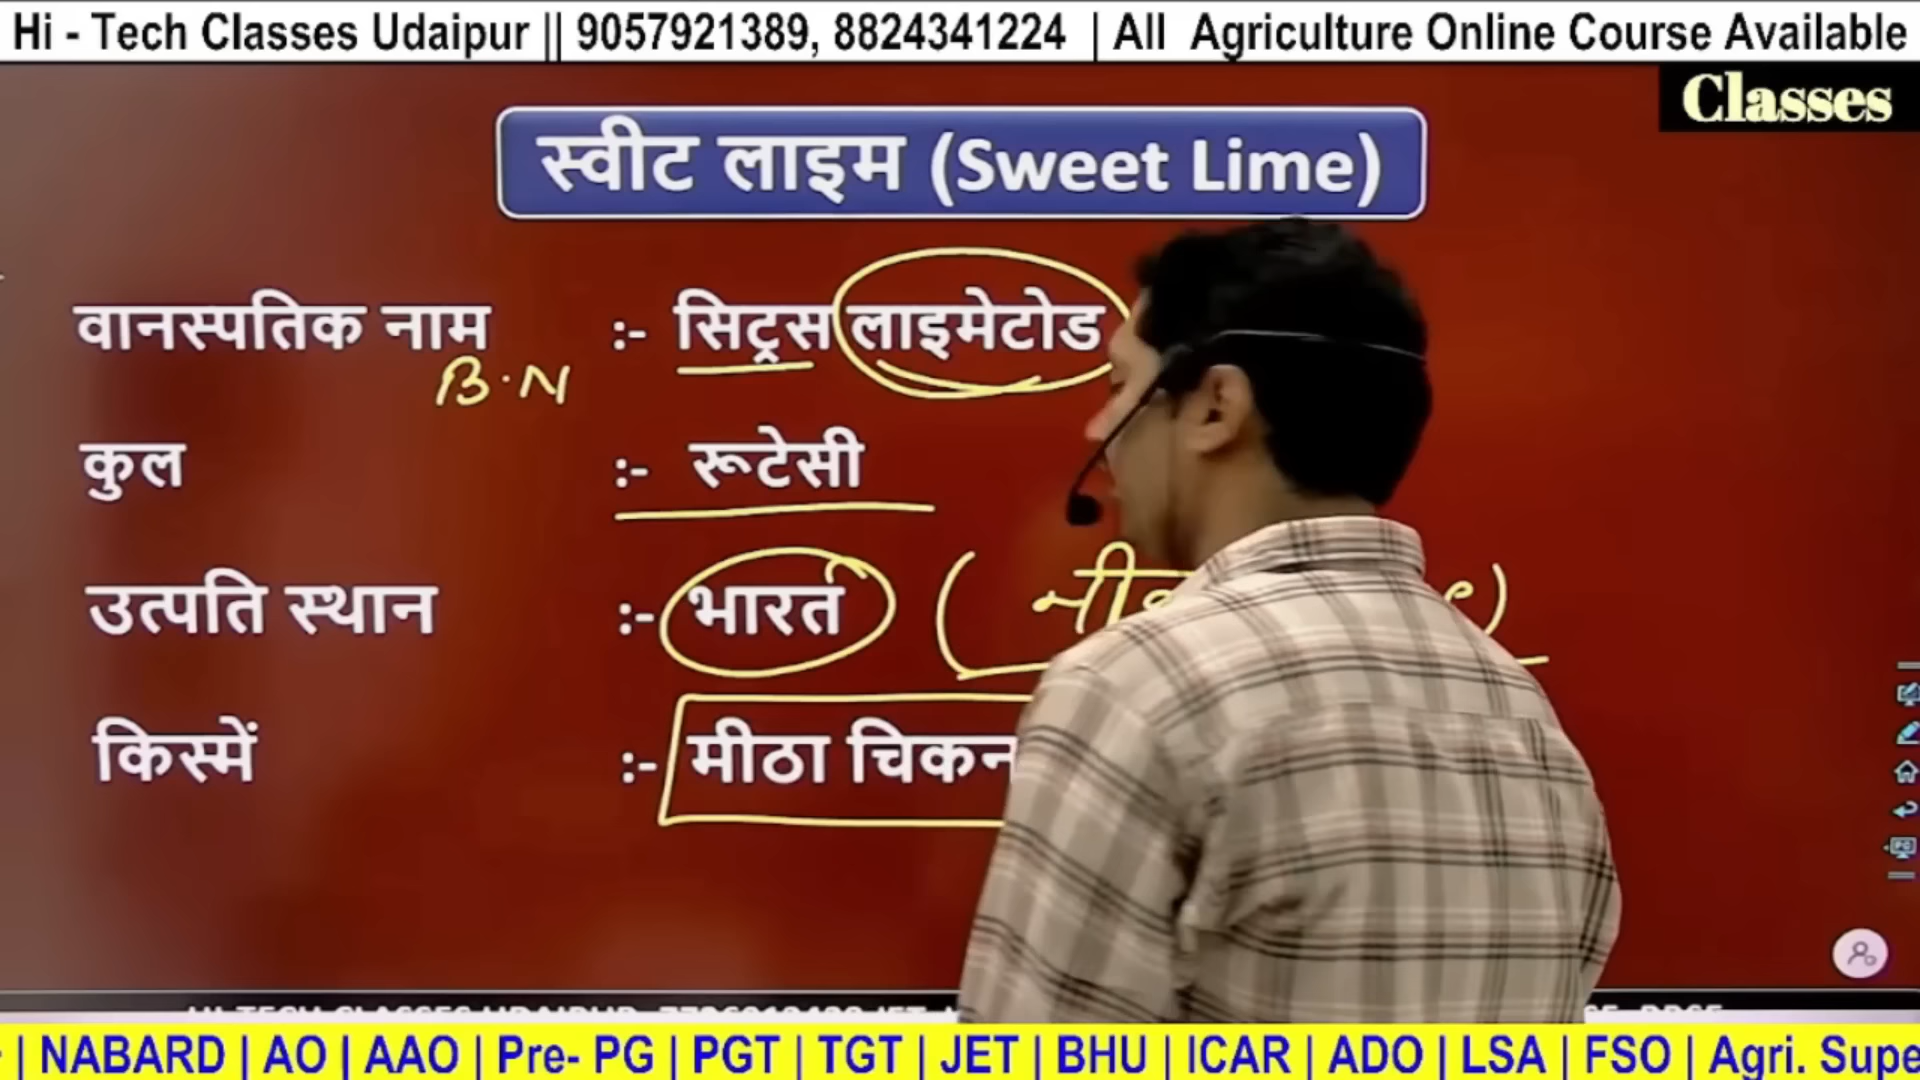 Hi - Tech Classes Udaipur || 9057921389, 8824341224 | All Agriculture Online Course Available
Classes
स्वीट लाइम (Sweet Lime)
वानस्पतिक नाम :- सिट्रस लाइमेटोड
B.N
कुल :- रूटेसी
उत्पति स्थान :- भारत
किस्में :- मीठा चिकन
| NABARD | AO | AAO | Pre- PG | PGT | TGT | JET | BHU | ICAR | ADO | LSA | FSO | Agri. Supe